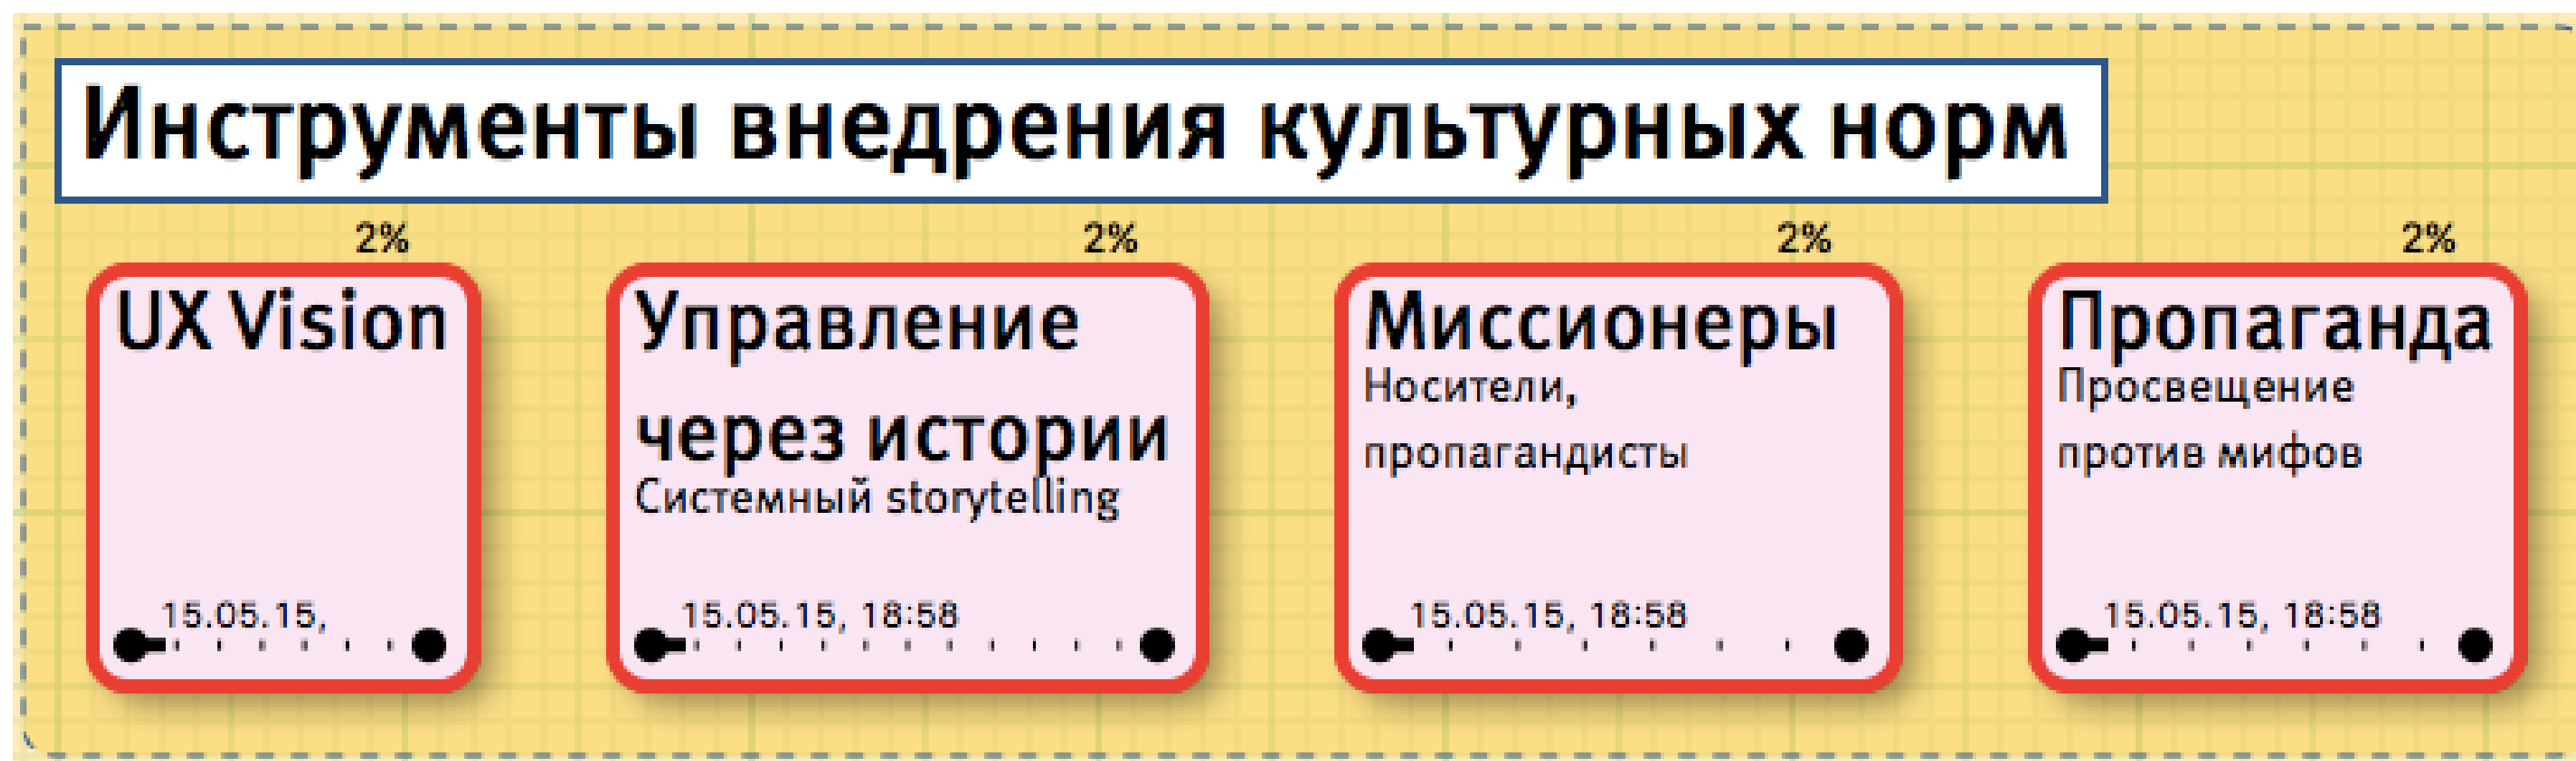 Инструменты внедрения культурных норм
2% 2% 2% 2%
UX Vision
15.05.15,
Управление
через истории
Системный storytelling
15.05.15, 18:58
Миссионеры
Носители,
пропагандисты
15.05.15, 18:58
Пропаганда
Просвещение
против мифов
15.05.15, 18:58